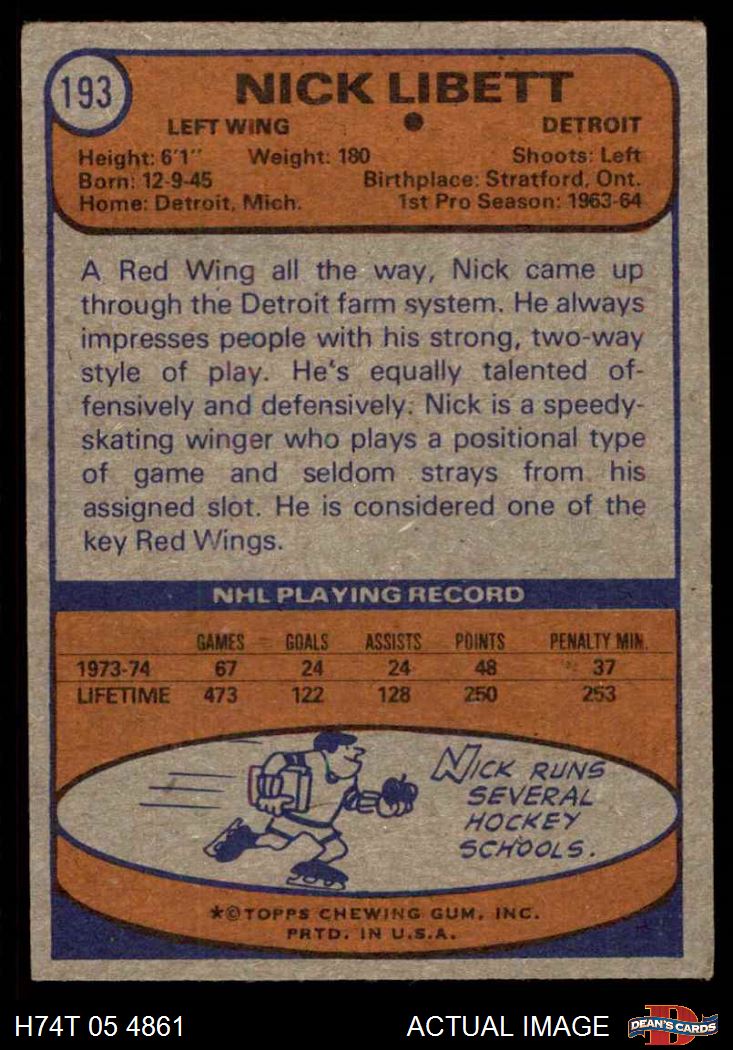 193
NICK LIBETT
LEFT WING ● DETROIT
Height: 6'1" Weight: 180 Shoots: Left
Born: 12-9-45 Birthplace: Stratford, Ont.
Home: Detroit, Mich. 1st Pro Season: 1963-64
A Red Wing all the way, Nick came up
through the Detroit farm system. He always
impresses people with his strong, two-way
style of play. He's equally talented of-
fensively and defensively. Nick is a speedy-
skating winger who plays a positional type
of game and seldom strays from his
assigned slot. He is considered one of the
key Red Wings.
NHL PLAYING RECORD
GAMES GOALS ASSISTS POINTS PENALTY MIN.
1973-74 67 24 24 48 37
LIFETIME 473 122 128 250 253
NICK RUNS
SEVERAL
HOCKEY
SCHOOLS.
★©TOPPS CHEWING GUM, INC.
PRTD. IN U.S.A.
H74T 05 4861 ACTUAL IMAGE DEAN'S CARDS